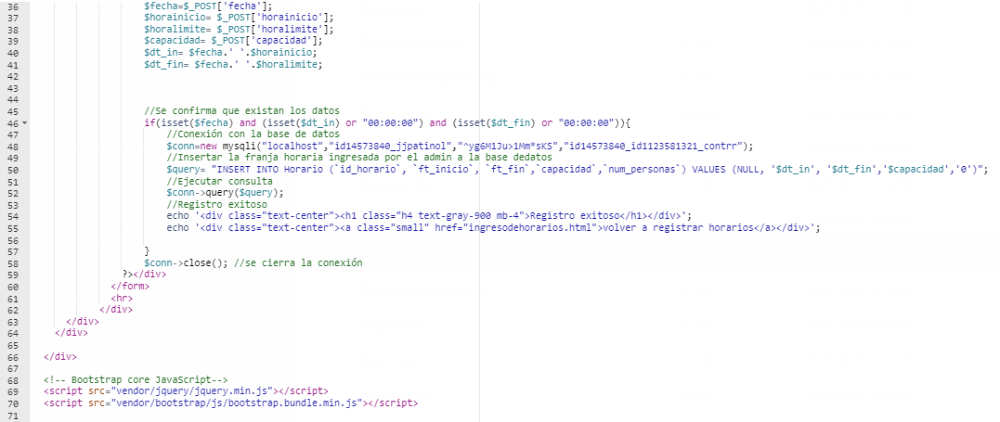 36 $fecha=$_POST['fecha'];
37 $horainicio= $_POST['horainicio'];
38 $horalimite= $_POST['horalimite'];
39 $capacidad= $_POST['capacidad'];
40 $dt_in= $fecha.' '.$horainicio;
41 $dt_fin= $fecha.' '.$horalimite;
42
43
44
45 //Se confirma que existan los datos
46 if(isset($fecha) and (isset($dt_in) or "00:00:00") and (isset($dt_fin) or "00:00:00")){
47 //Conexión con la base de datos
48 $conn=new mysqli("localhost","id14573840_jjpatinol","^yg6M1Ju>1Mm*sKS","id14573840_id1123581321_contrr");
49 //Insertar la franja horaria ingresada por el admin a la base dedatos
50 $query= "INSERT INTO Horario (`id_horario`, `ft_inicio`, `ft_fin`,`capacidad`,`num_personas`) VALUES (NULL, '$dt_in', '$dt_fin','$capacidad','0')";
51 //Ejecutar consulta
52 $conn->query($query);
53 //Registro exitoso
54 echo '<div class="text-center"><h1 class="h4 text-gray-900 mb-4">Registro exitoso</h1></div>';
55 echo '<div class="text-center"><a class="small" href="ingresodehorarios.html">volver a registrar horarios</a></div>';
56
57 }
58 $conn->close(); //se cierra la conexión
59 ?></div>
60 </form>
61 <hr>
62 </div>
63 </div>
64 </div>
65
66 </div>
67
68 <!-- Bootstrap core JavaScript-->
69 <script src="vendor/jquery/jquery.min.js"></script>
70 <script src="vendor/bootstrap/js/bootstrap.bundle.min.js"></script>
71